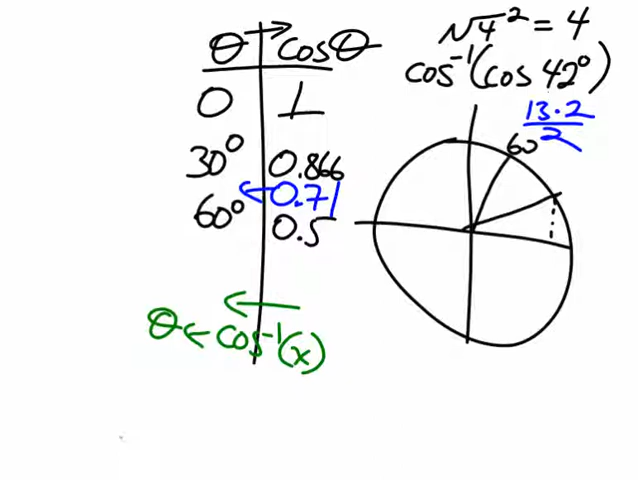 θ → cosθ
0 1
30° 0.866
← 0.71
60° 0.5
θ ← cos⁻¹(x)
√4² = 4
cos⁻¹(cos 42°)
13·2
2
60